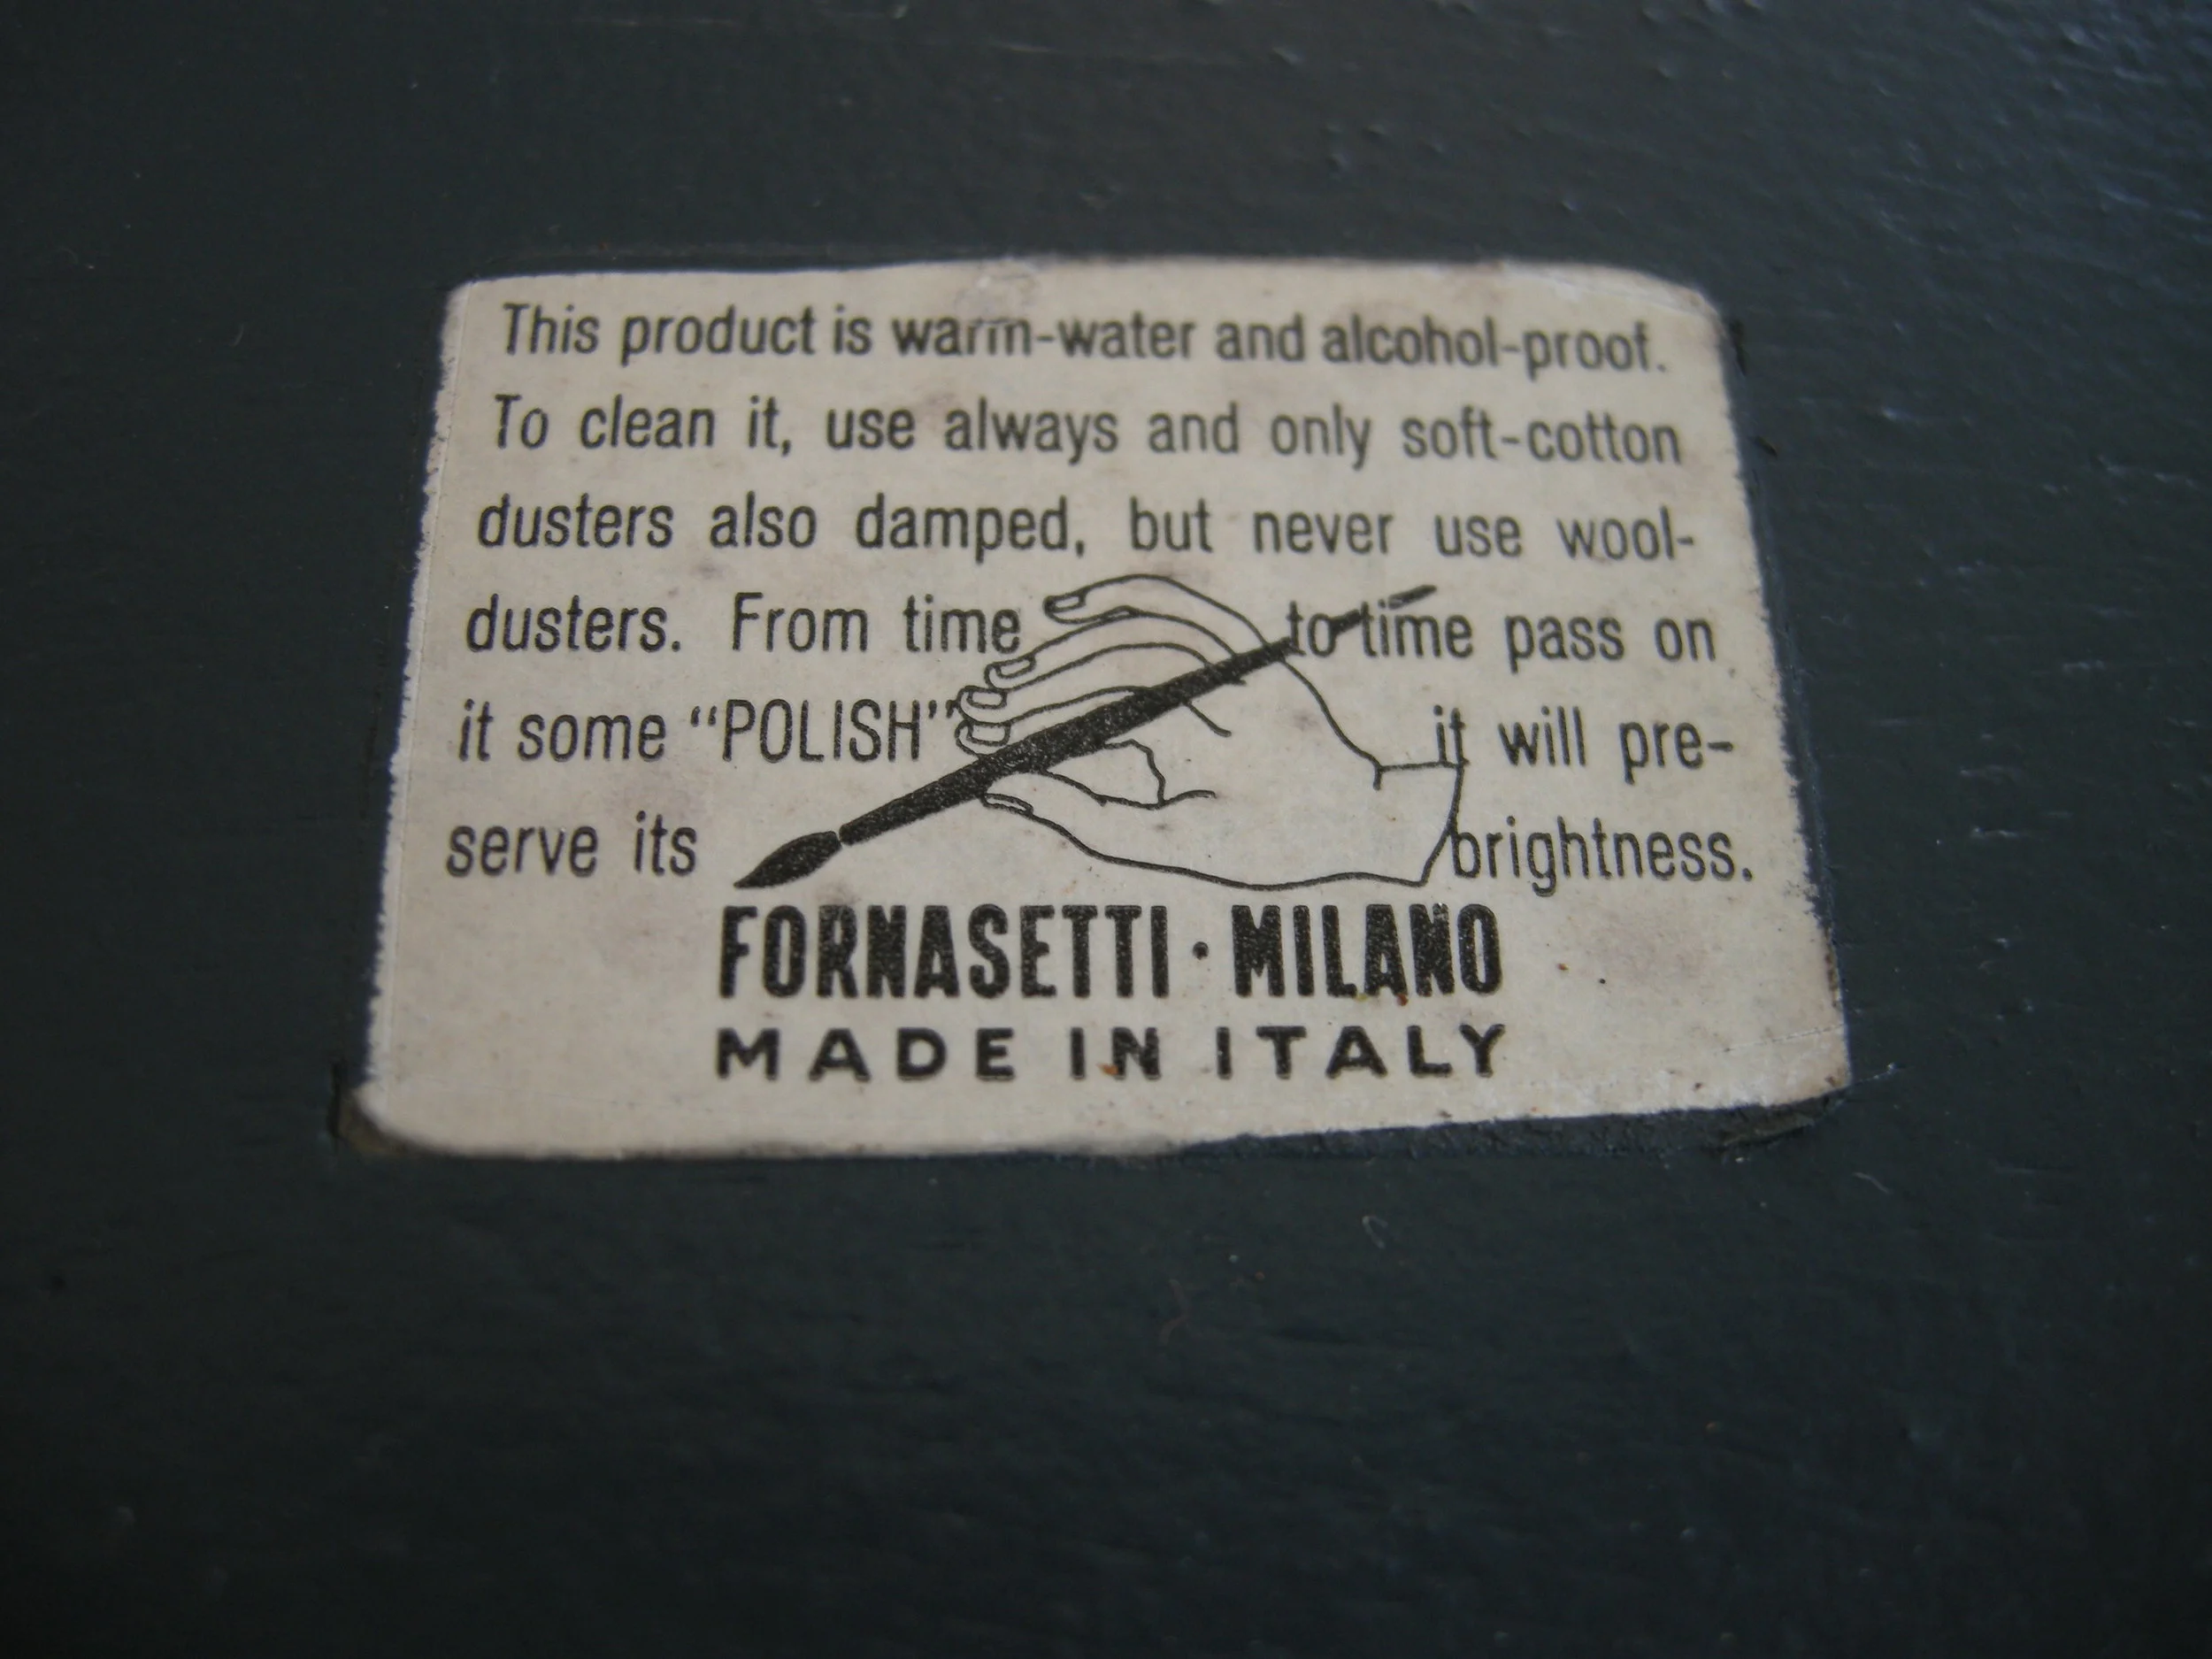 This product is warm-water and alcohol-proof.
To clean it, use always and only soft-cotton
dusters also damped, but never use wool-
dusters. From time to time pass on
it some “POLISH” it will pre-
serve its brightness.
FORNASETTI · MILANO
MADE IN ITALY